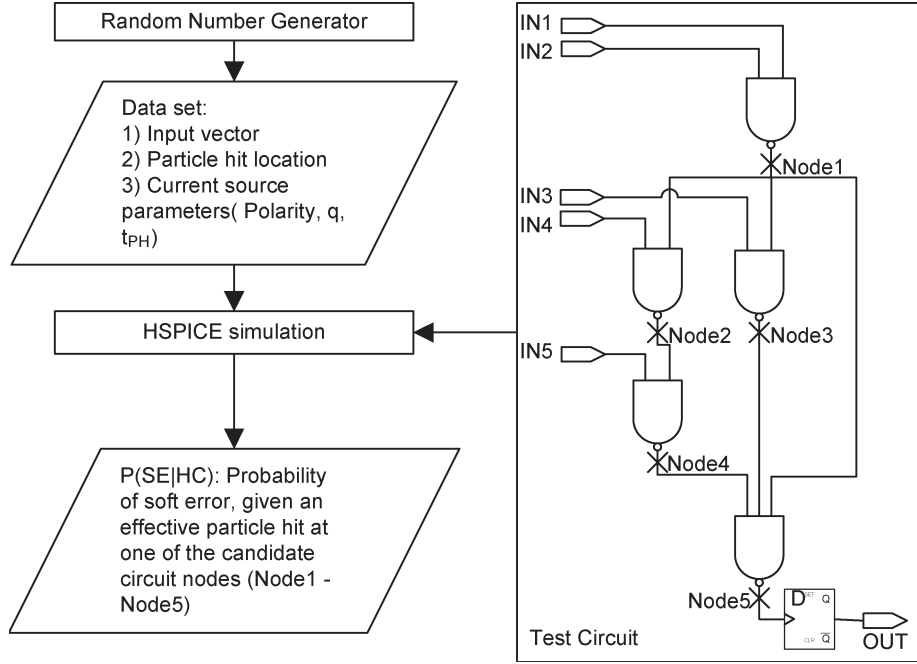 Random Number Generator
Data set:
1) Input vector
2) Particle hit location
3) Current source
parameters( Polarity, q,
tPH)
HSPICE simulation
P(SE|HC): Probability
of soft error, given an
effective particle hit at
one of the candidate
circuit nodes (Node1 -
Node5)
IN1
IN2
Node1
IN3
IN4
Node2
Node3
IN5
Node4
Node5
D
SET
Q
CLR
Q
OUT
Test Circuit